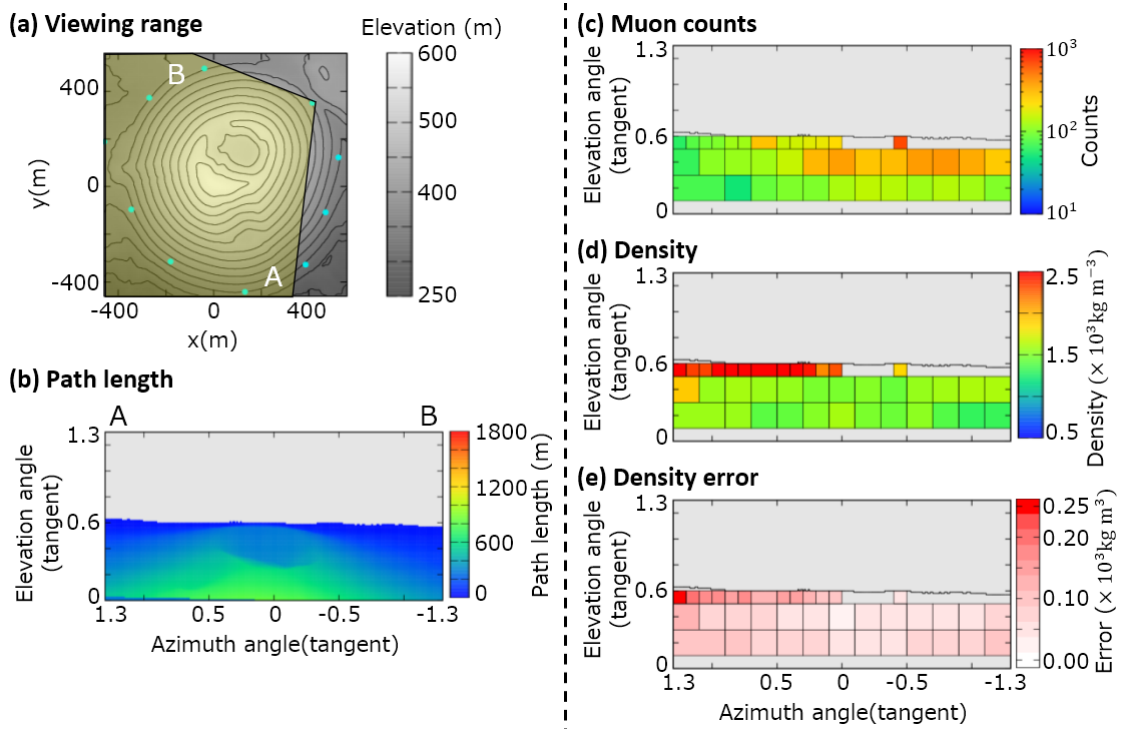 (a) Viewing range
Elevation (m)
B
A
400
0
-400
y(m)
-400
0
400
x(m)
600
500
400
250
(b) Path length
A
B
1.3
0.6
0
Elevation angle
(tangent)
1.3
0.5
0
-0.5
-1.3
Azimuth angle(tangent)
1800
1200
600
0
Path length (m)
(c) Muon counts
1.3
0.6
0
Elevation angle
(tangent)
10³
10²
10¹
Counts
(d) Density
1.3
0.6
0
Elevation angle
(tangent)
2.5
1.5
0.5
Density (× 10³kg m⁻³)
(e) Density error
1.3
0.6
0
Elevation angle
(tangent)
1.3
0.5
0
-0.5
-1.3
Azimuth angle(tangent)
0.25
0.20
0.10
0.00
Error (× 10³kg m³)